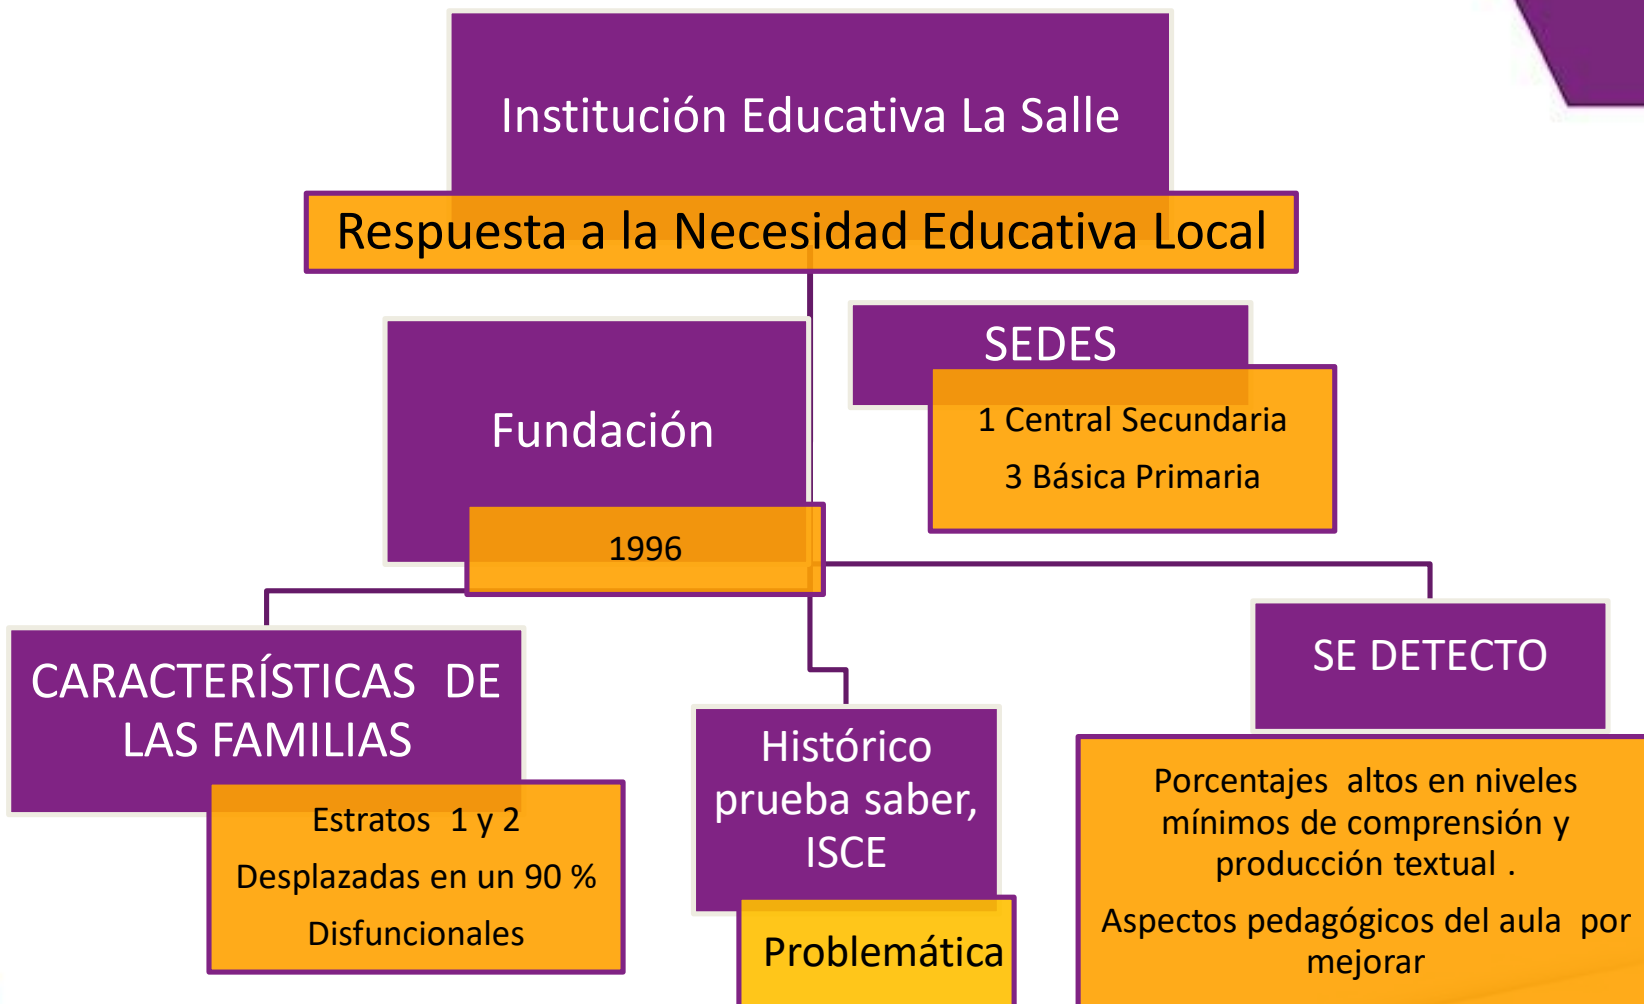 Institución Educativa La Salle
Respuesta a la Necesidad Educativa Local
Fundación
1996
SEDES
1 Central Secundaria
3 Básica Primaria
CARACTERÍSTICAS DE
LAS FAMILIAS
Estratos 1 y 2
Desplazadas en un 90 %
Disfuncionales
Histórico
prueba saber,
ISCE
Problemática
SE DETECTO
Porcentajes altos en niveles
mínimos de comprensión y
producción textual .
Aspectos pedagógicos del aula por
mejorar